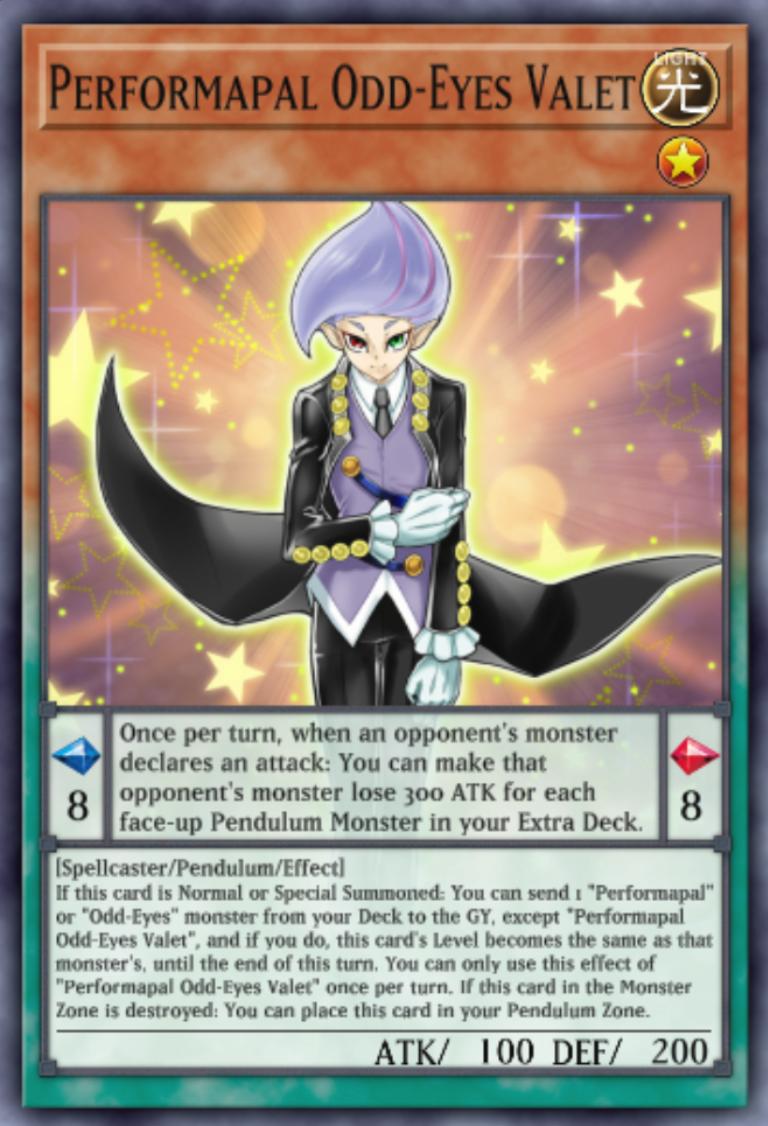 Performapal Odd-Eyes Valet
LIGHT
光
Once per turn, when an opponent's monster
declares an attack: You can make that
opponent's monster lose 300 ATK for each
face-up Pendulum Monster in your Extra Deck.
8
8
[Spellcaster/Pendulum/Effect]
If this card is Normal or Special Summoned: You can send 1 "Performapal"
or "Odd-Eyes" monster from your Deck to the GY, except "Performapal
Odd-Eyes Valet", and if you do, this card's Level becomes the same as that
monster's, until the end of this turn. You can only use this effect of
"Performapal Odd-Eyes Valet" once per turn. If this card in the Monster
Zone is destroyed: You can place this card in your Pendulum Zone.
ATK/ 100 DEF/ 200